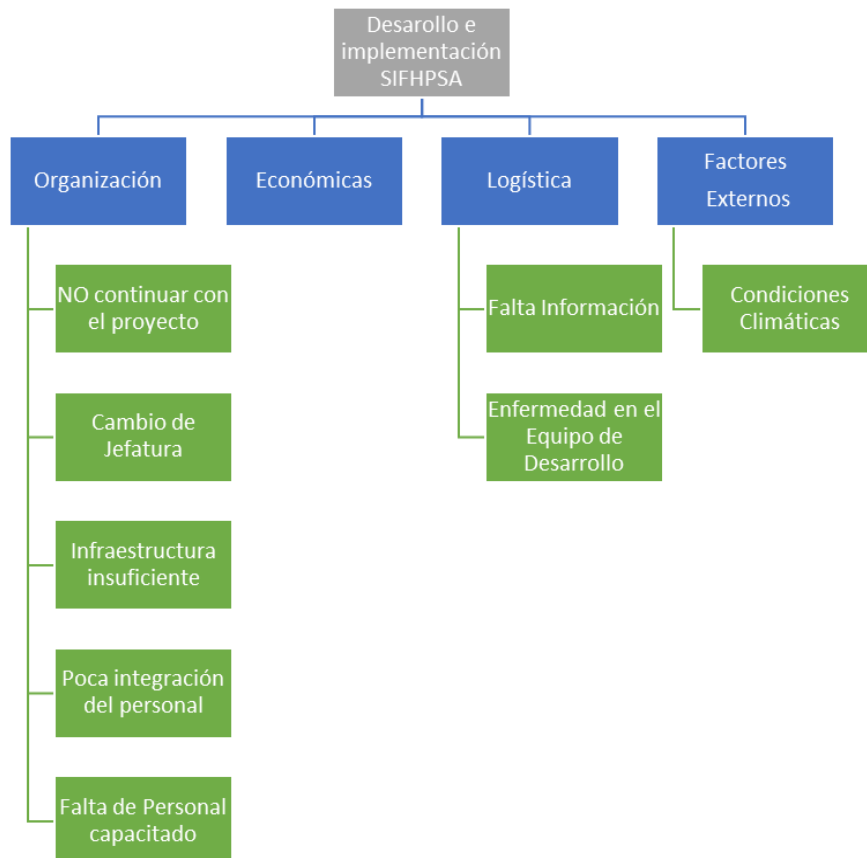 Desarollo e
implementación
SIFHPSA
Organización
Económicas
Logística
Factores
Externos
NO continuar con
el proyecto
Cambio de
Jefatura
Infraestructura
insuficiente
Poca integración
del personal
Falta de Personal
capacitado
Falta Información
Enfermedad en el
Equipo de
Desarrollo
Condiciones
Climáticas